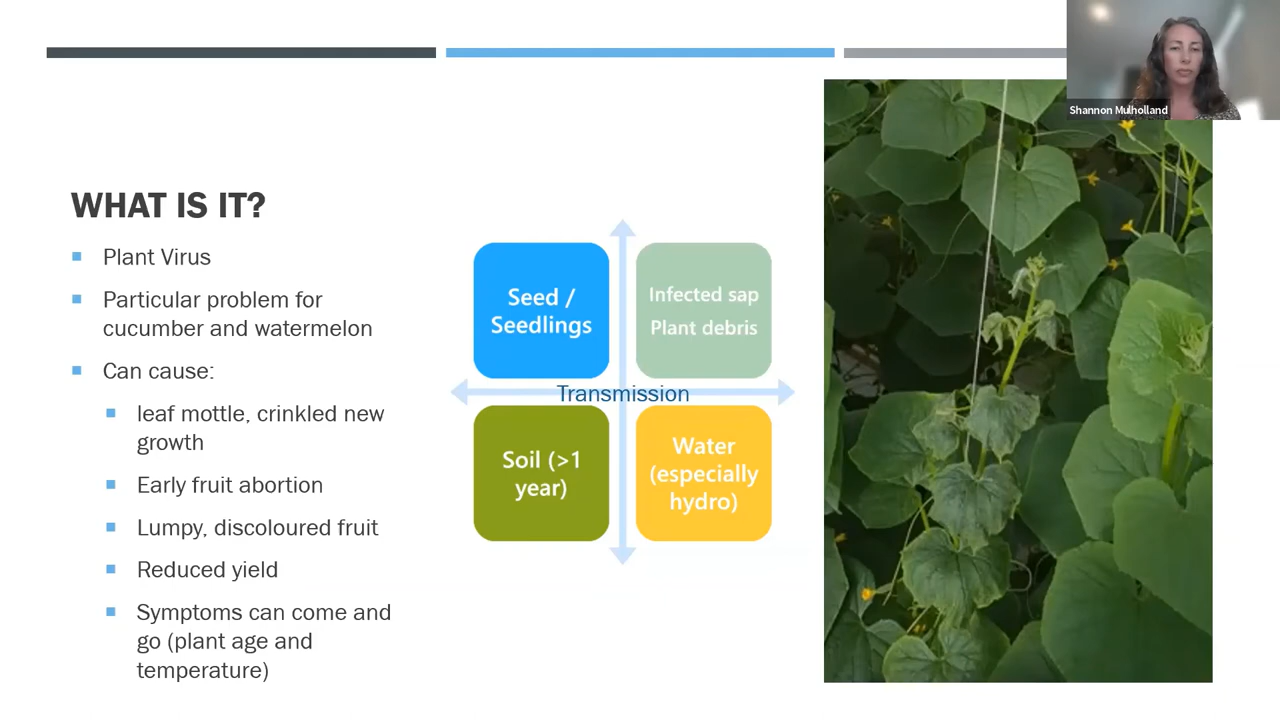 Shannon Mulholland
WHAT IS IT?
Plant Virus
Particular problem for
cucumber and watermelon
Can cause:
leaf mottle, crinkled new
growth
Early fruit abortion
Lumpy, discoloured fruit
Reduced yield
Symptoms can come and
go (plant age and
temperature)
Seed /
Seedlings
Infected sap
Plant debris
Transmission
Soil (>1
year)
Water
(especially
hydro)